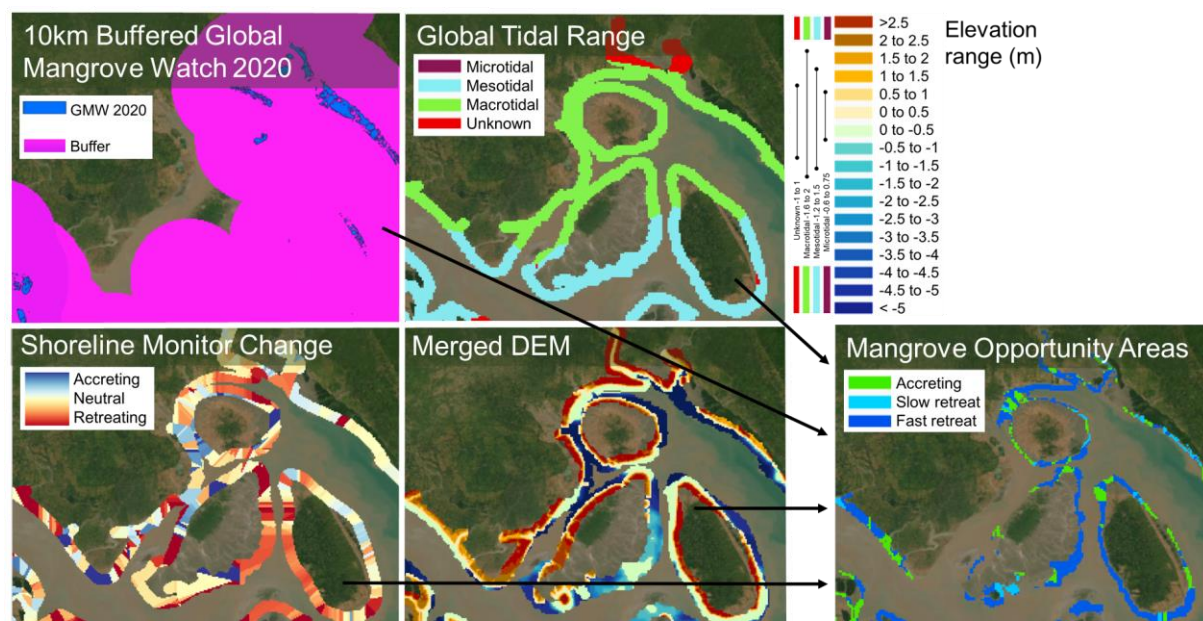 10km Buffered Global
Mangrove Watch 2020
GMW 2020
Buffer
Global Tidal Range
Microtidal
Mesotidal
Macrotidal
Unknown
Unknown -1 to 1
Macrotidal -1.6 to 2
Mesotidal -1.2 to 1.5
Microtidal -0.6 to 0.75
>2.5
2 to 2.5
1.5 to 2
1 to 1.5
0.5 to 1
0 to 0.5
0 to -0.5
-0.5 to -1
-1 to -1.5
-1.5 to -2
-2 to -2.5
-2.5 to -3
-3 to -3.5
-3.5 to -4
-4 to -4.5
-4.5 to -5
< -5
Elevation
range (m)
Shoreline Monitor Change
Accreting
Neutral
Retreating
Merged DEM
Mangrove Opportunity Areas
Accreting
Slow retreat
Fast retreat